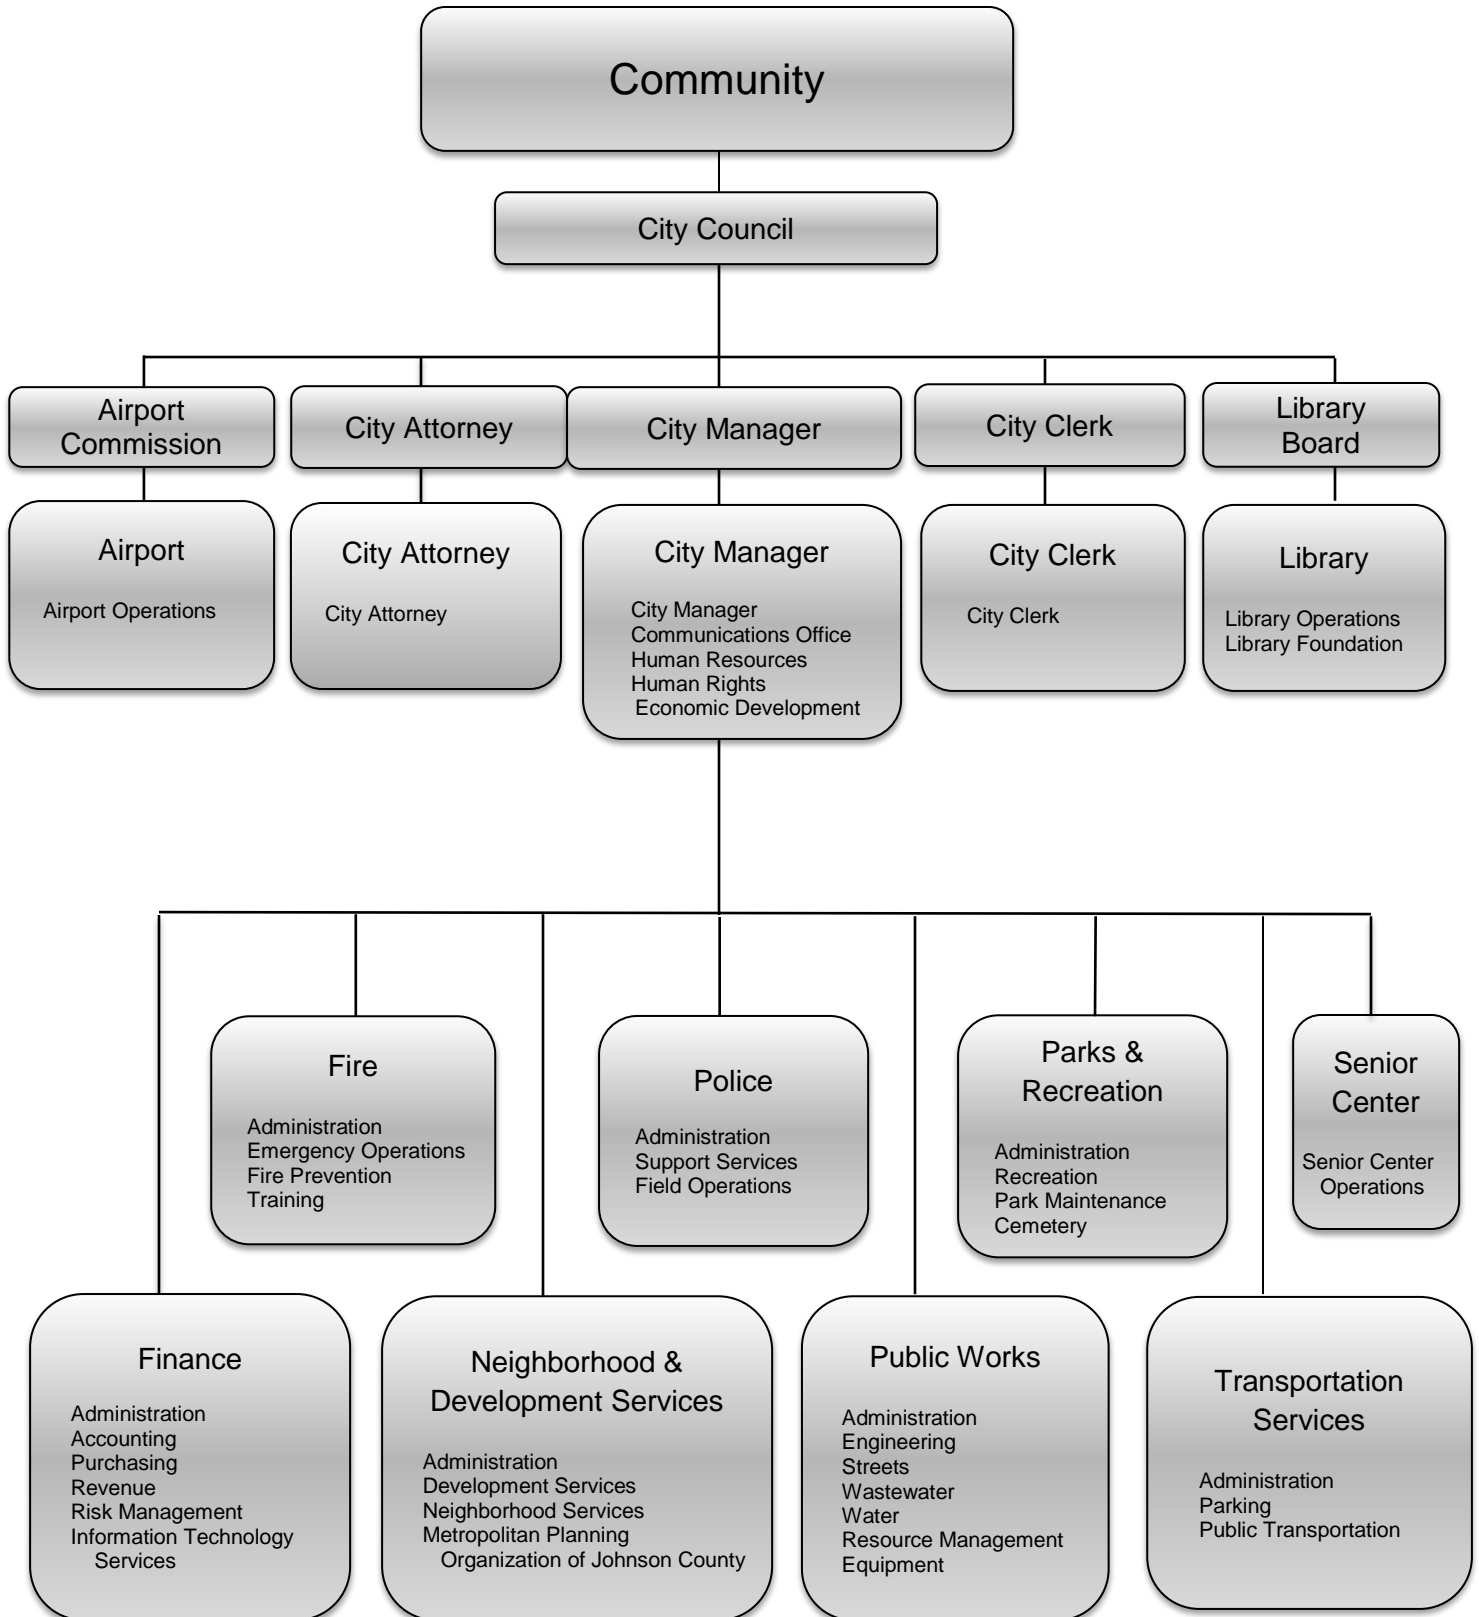 Community
City Council
Airport
Commission
City Attorney
City Manager
City Clerk
Library
Board
Airport
Airport Operations
City Attorney
City Attorney
City Manager
City Manager
Communications Office
Human Resources
Human Rights
Economic Development
City Clerk
City Clerk
Library
Library Operations
Library Foundation
Fire
Administration
Emergency Operations
Fire Prevention
Training
Police
Administration
Support Services
Field Operations
Parks &
Recreation
Administration
Recreation
Park Maintenance
Cemetery
Senior
Center
Senior Center
Operations
Finance
Administration
Accounting
Purchasing
Revenue
Risk Management
Information Technology
Services
Neighborhood &
Development Services
Administration
Development Services
Neighborhood Services
Metropolitan Planning
Organization of Johnson County
Public Works
Administration
Engineering
Streets
Wastewater
Water
Resource Management
Equipment
Transportation
Services
Administration
Parking
Public Transportation